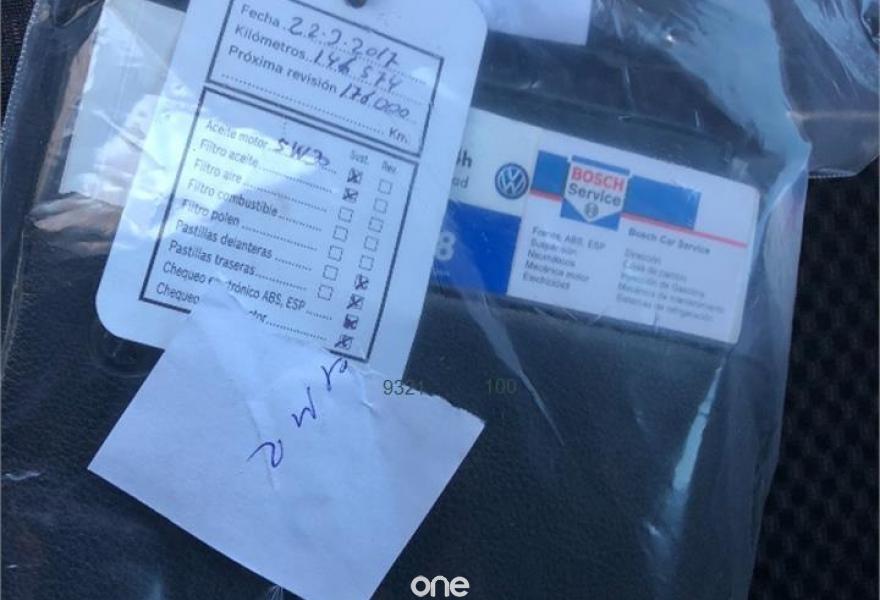 Fecha 22.2.2017
Kilómetros 146.574
Próxima revisión 176.000
Km.
Sust. Rev.
Aceite motor 5W30
Filtro aceite
Filtro aire
Filtro combustible
Filtro polen
Pastillas delanteras
Pastillas traseras
Chequeo electrónico ABS, ESP
Chequeo
8
BOSCH
Service
Bosch Car Service
Frenos, ABS, ESP
Suspensión
Neumáticos
Mecánica motor
Electricidad
Dirección
Caja de cambio
Inyección de Gasolina
Mecánica de mantenimiento
Sistemas de refrigeración
9321 100
one